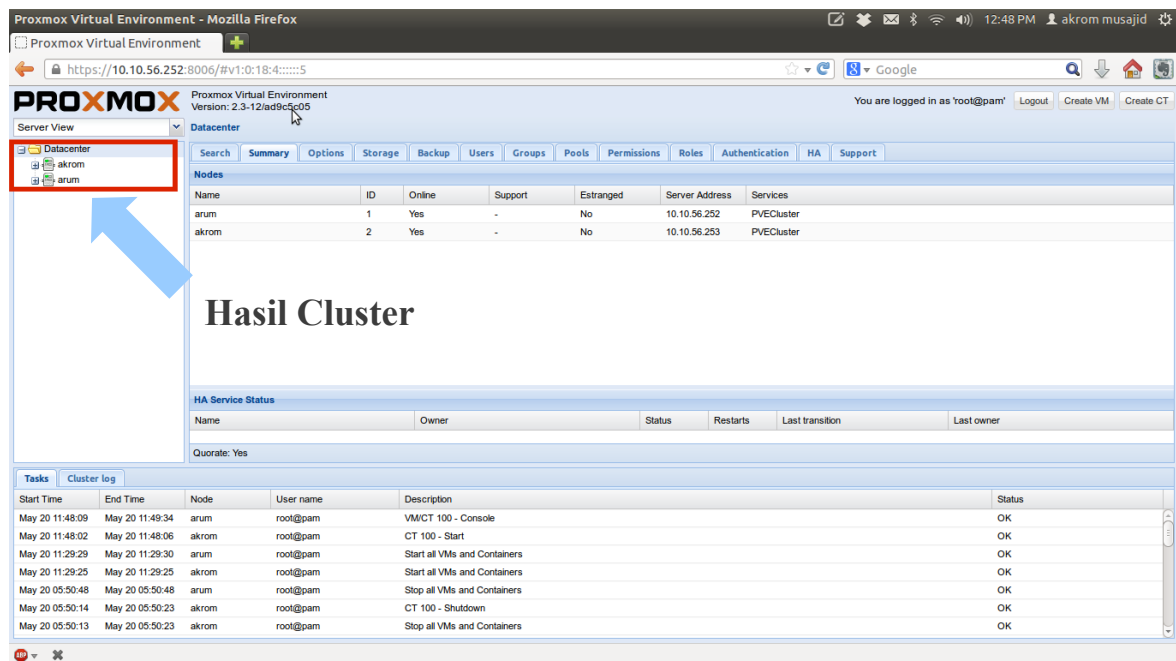 Proxmox Virtual Environment - Mozilla Firefox 12:48 PM akrom musajid
Proxmox Virtual Environment
https://10.10.56.252:8006/#v1:0:18:4::::::5 Google
PROXMOX Proxmox Virtual Environment
Version: 2.3-12/ad9c5c05 You are logged in as 'root@pam' Logout Create VM Create CT
Server View Datacenter
Datacenter
akrom
arum
Search Summary Options Storage Backup Users Groups Pools Permissions Roles Authentication HA Support
Nodes
Name ID Online Support Estranged Server Address Services
arum 1 Yes - No 10.10.56.252 PVECluster
akrom 2 Yes - No 10.10.56.253 PVECluster
Hasil Cluster
HA Service Status
Name Owner Status Restarts Last transition Last owner
Quorate: Yes
Tasks Cluster log
Start Time End Time Node User name Description Status
May 20 11:48:09 May 20 11:49:34 arum root@pam VM/CT 100 - Console OK
May 20 11:48:02 May 20 11:48:06 akrom root@pam CT 100 - Start OK
May 20 11:29:29 May 20 11:29:30 arum root@pam Start all VMs and Containers OK
May 20 11:29:25 May 20 11:29:25 akrom root@pam Start all VMs and Containers OK
May 20 05:50:48 May 20 05:50:48 arum root@pam Stop all VMs and Containers OK
May 20 05:50:14 May 20 05:50:23 akrom root@pam CT 100 - Shutdown OK
May 20 05:50:13 May 20 05:50:23 akrom root@pam Stop all VMs and Containers OK
ABP